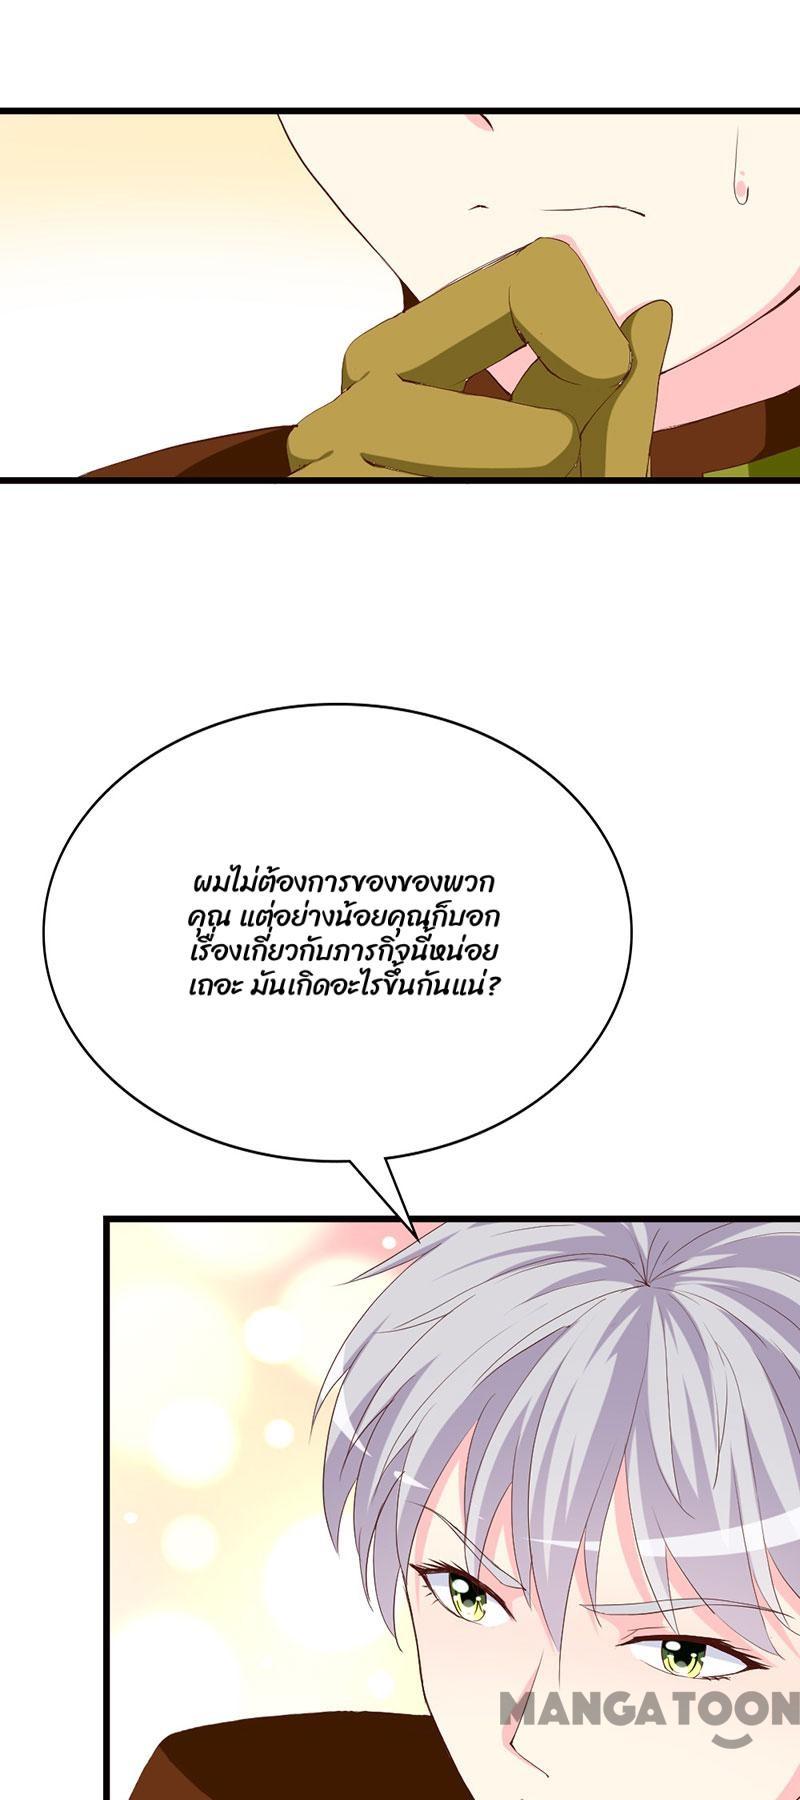 ผมไม่ต้องการของของพวก
คุณ แต่อย่างน้อยคุณก็บอก
เรื่องเกี่ยวกับภารกิจนี้หน่อย
เถอะ มันเกิดอะไรขึ้นกันแน่?
MANGATOON